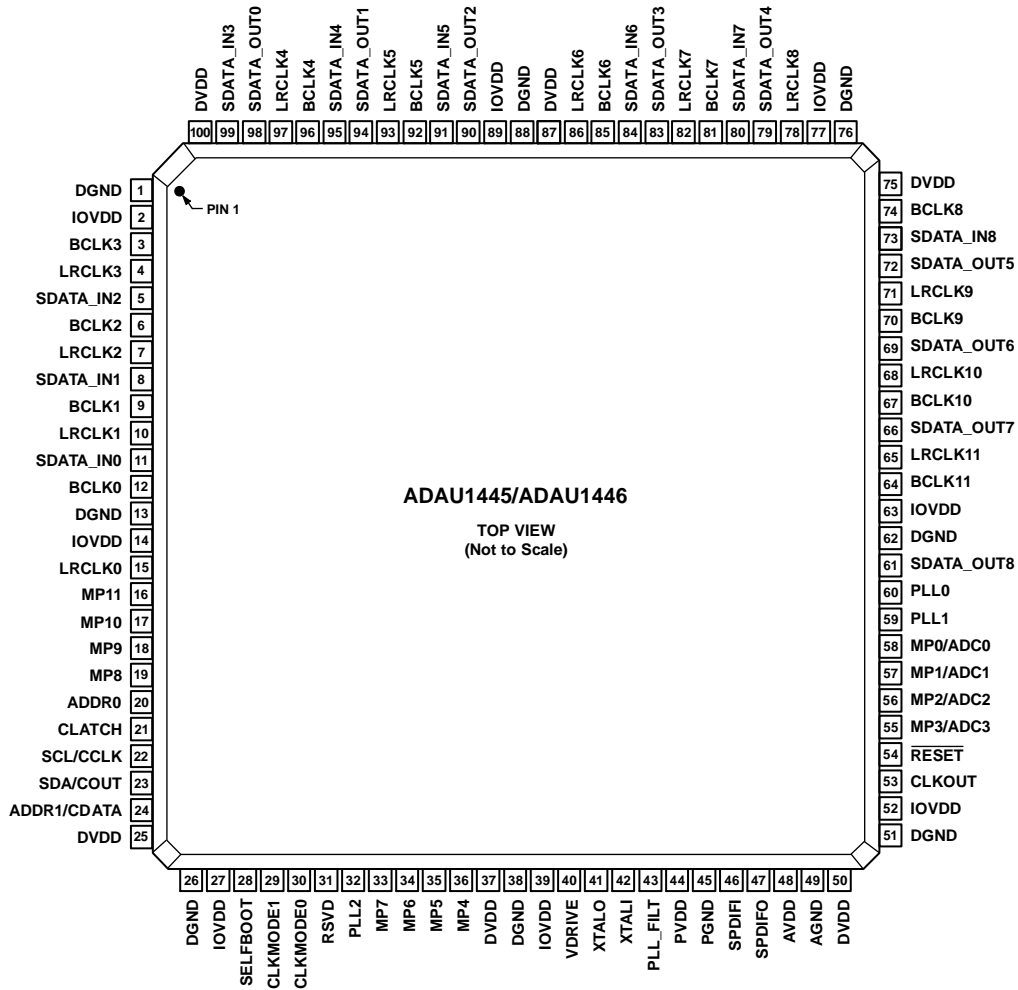 DVDD
SDATA_IN3
SDATA_OUT0
LRCLK4
BCLK4
SDATA_IN4
SDATA_OUT1
LRCLK5
BCLK5
SDATA_IN5
SDATA_OUT2
IOVDD
DGND
DVDD
LRCLK6
BCLK6
SDATA_IN6
SDATA_OUT3
LRCLK7
BCLK7
SDATA_IN7
SDATA_OUT4
LRCLK8
IOVDD
DGND
100 99 98 97 96 95 94 93 92 91 90 89 88 87 86 85 84 83 82 81 80 79 78 77 76
DGND 1
IOVDD 2
BCLK3 3
LRCLK3 4
SDATA_IN2 5
BCLK2 6
LRCLK2 7
SDATA_IN1 8
BCLK1 9
LRCLK1 10
SDATA_IN0 11
BCLK0 12
DGND 13
IOVDD 14
LRCLK0 15
MP11 16
MP10 17
MP9 18
MP8 19
ADDR0 20
CLATCH 21
SCL/CCLK 22
SDA/COUT 23
ADDR1/CDATA 24
DVDD 25
PIN 1
ADAU1445/ADAU1446
TOP VIEW
(Not to Scale)
75 DVDD
74 BCLK8
73 SDATA_IN8
72 SDATA_OUT5
71 LRCLK9
70 BCLK9
69 SDATA_OUT6
68 LRCLK10
67 BCLK10
66 SDATA_OUT7
65 LRCLK11
64 BCLK11
63 IOVDD
62 DGND
61 SDATA_OUT8
60 PLL0
59 PLL1
58 MP0/ADC0
57 MP1/ADC1
56 MP2/ADC2
55 MP3/ADC3
54 RESET
53 CLKOUT
52 IOVDD
51 DGND
26 27 28 29 30 31 32 33 34 35 36 37 38 39 40 41 42 43 44 45 46 47 48 49 50
DGND
IOVDD
SELFBOOT
CLKMODE1
CLKMODE0
RSVD
PLL2
MP7
MP6
MP5
MP4
DVDD
DGND
IOVDD
VDRIVE
XTALO
XTALI
PLL_FILT
PVDD
PGND
SPDIFI
SPDIFO
AVDD
AGND
DVDD